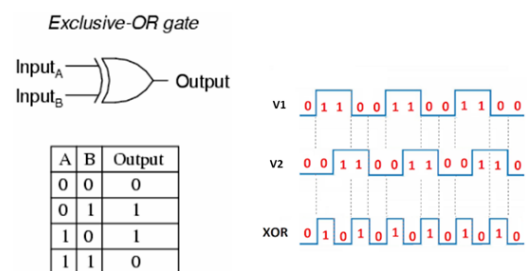 Exclusive-OR gate
InputA
InputB
Output
A B Output
0 0 0
0 1 1
1 0 1
1 1 0
V1 0 1 1 0 0 1 1 0 0 1 1 0 0
V2 0 0 1 1 0 0 1 1 0 0 1 1 0
XOR 0 1 0 1 0 1 0 1 0 1 0 1 0